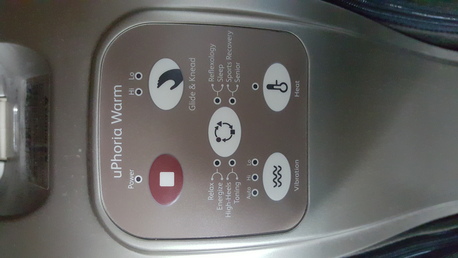 uPhoria Warm
Power
Hi Lo
Glide & Knead
Relax
Energize
High-Heels
Toning
Reflexology
Sleep
Sports Recovery
Senior
Auto Hi Lo
Vibration
Heat